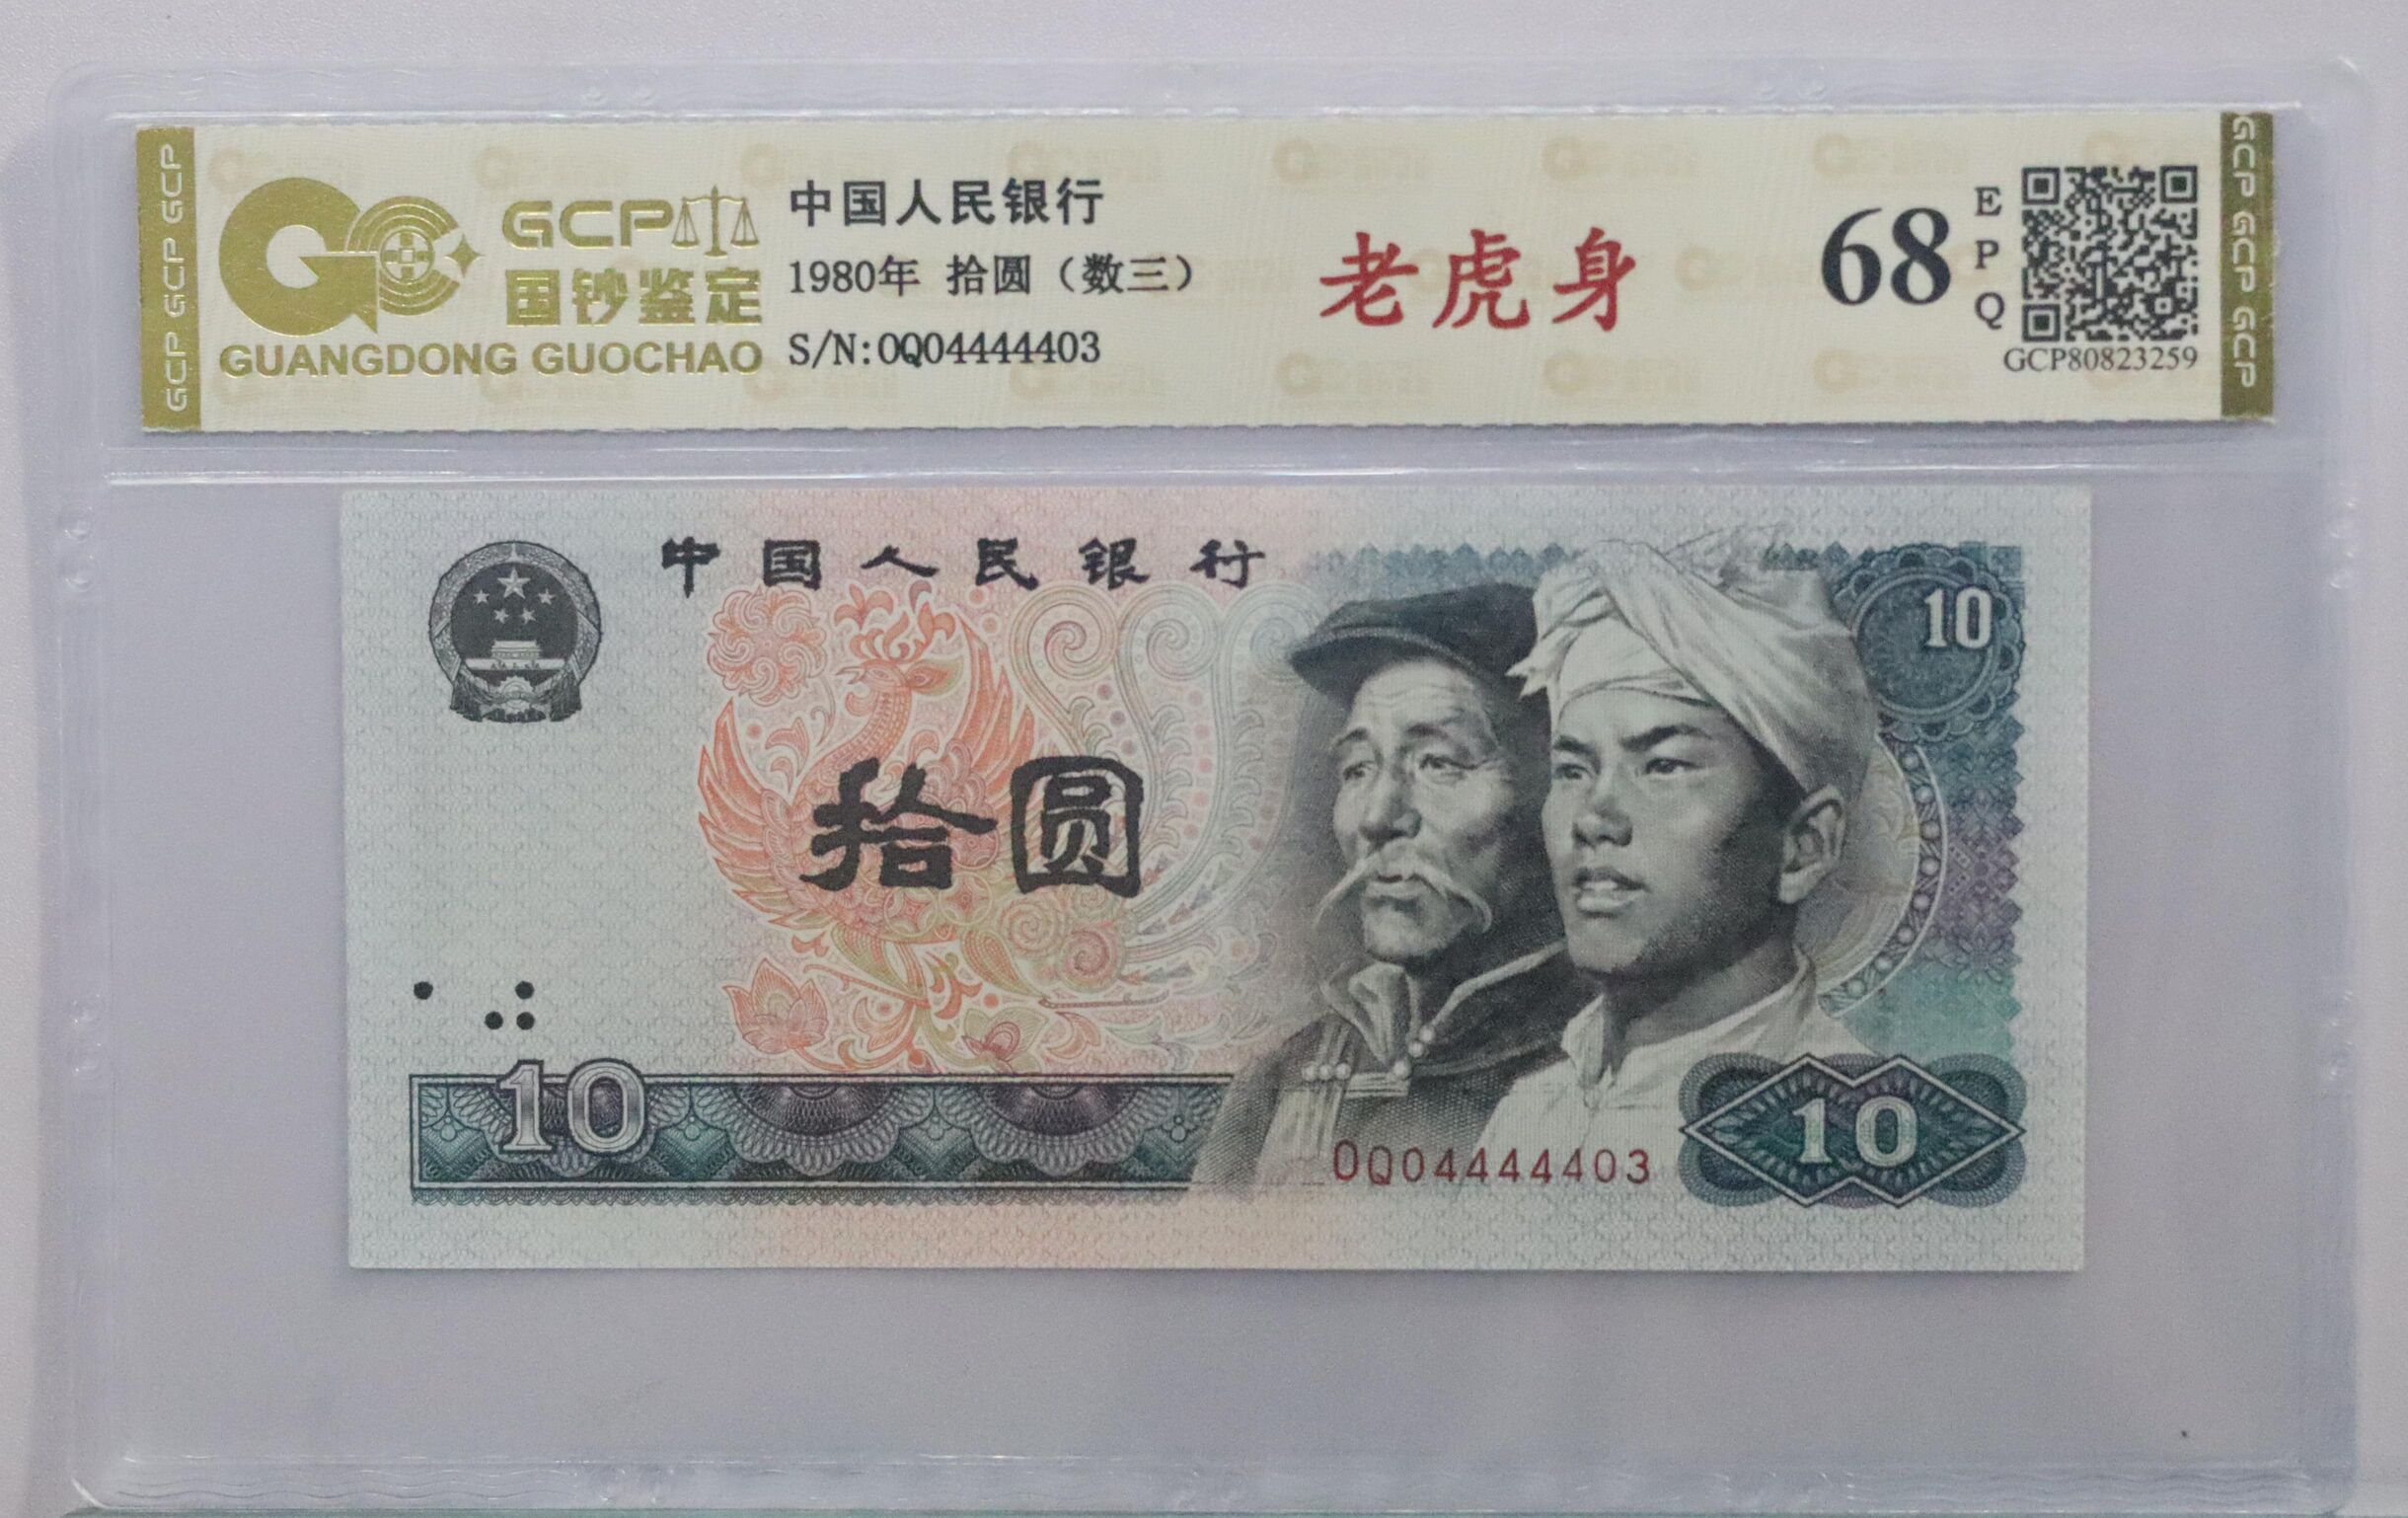 GCP GCP GCP
GCP
国钞鉴定
GUANGDONG GUOCHAO
中国人民银行
1980年 拾圆（数三）
S/N:0Q04444403
老虎身
68
EPQ
GCP80823259
GCP GCP GCP
中国人民银行
10
拾圆
10
0Q04444403
10